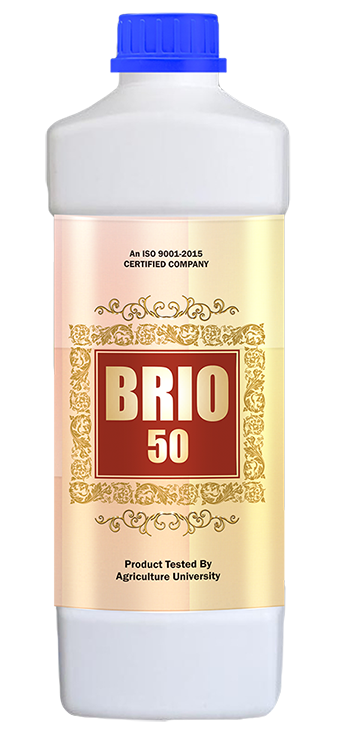 An ISO 9001-2015
CERTIFIED COMPANY
BRIO
50
Product Tested By
Agriculture University